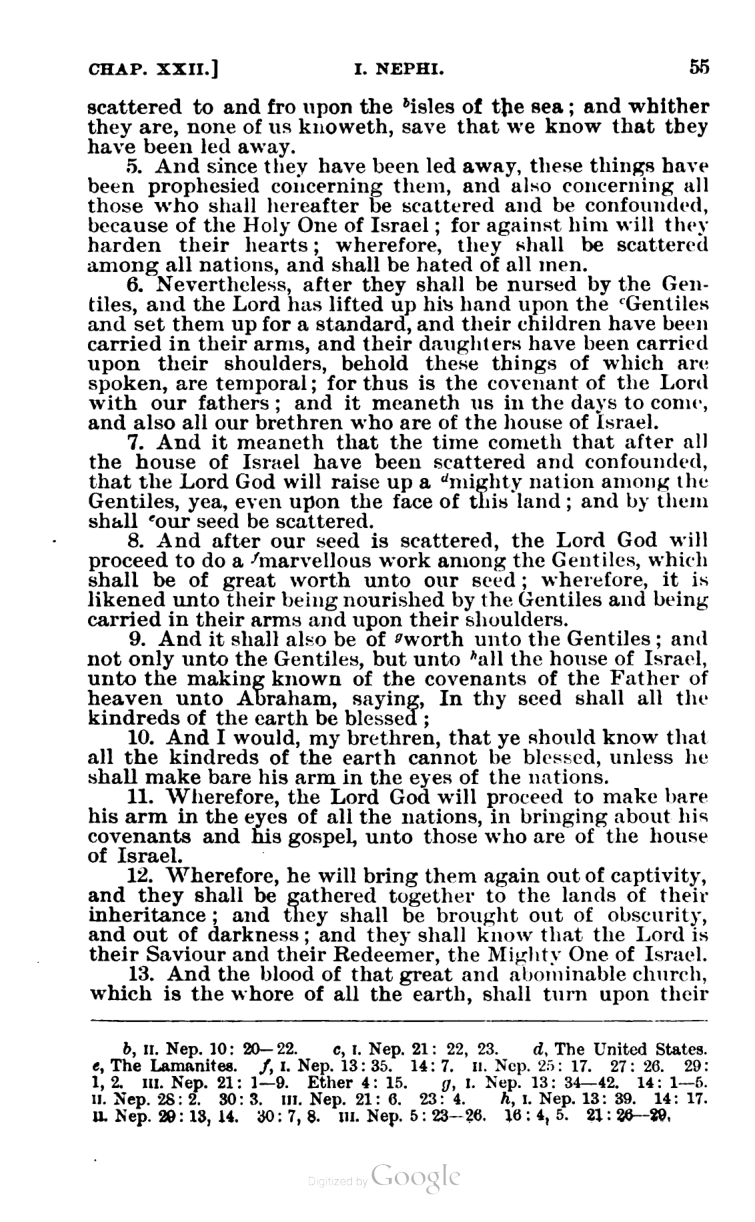 CHAP. XXII.] I. NEPHI. 55
scattered to and fro upon the ᵇisles of the sea; and whither
they are, none of us knoweth, save that we know that they
have been led away.
5. And since they have been led away, these things have
been prophesied concerning them, and also concerning all
those who shall hereafter be scattered and be confounded,
because of the Holy One of Israel; for against him will they
harden their hearts; wherefore, they shall be scattered
among all nations, and shall be hated of all men.
6. Nevertheless, after they shall be nursed by the Gen-
tiles, and the Lord has lifted up his hand upon the ᶜGentiles
and set them up for a standard, and their children have been
carried in their arms, and their daughters have been carried
upon their shoulders, behold these things of which are
spoken, are temporal; for thus is the covenant of the Lord
with our fathers; and it meaneth us in the days to come,
and also all our brethren who are of the house of Israel.
7. And it meaneth that the time cometh that after all
the house of Israel have been scattered and confounded,
that the Lord God will raise up a ᵈmighty nation among the
Gentiles, yea, even upon the face of this land; and by them
shall ᵉour seed be scattered.
8. And after our seed is scattered, the Lord God will
proceed to do a ᶠmarvellous work among the Gentiles, which
shall be of great worth unto our seed; wherefore, it is
likened unto their being nourished by the Gentiles and being
carried in their arms and upon their shoulders.
9. And it shall also be of ᵍworth unto the Gentiles; and
not only unto the Gentiles, but unto ʰall the house of Israel,
unto the making known of the covenants of the Father of
heaven unto Abraham, saying, In thy seed shall all the
kindreds of the earth be blessed;
10. And I would, my brethren, that ye should know that
all the kindreds of the earth cannot be blessed, unless he
shall make bare his arm in the eyes of the nations.
11. Wherefore, the Lord God will proceed to make bare
his arm in the eyes of all the nations, in bringing about his
covenants and his gospel, unto those who are of the house
of Israel.
12. Wherefore, he will bring them again out of captivity,
and they shall be gathered together to the lands of their
inheritance; and they shall be brought out of obscurity,
and out of darkness; and they shall know that the Lord is
their Saviour and their Redeemer, the Mighty One of Israel.
13. And the blood of that great and abominable church,
which is the whore of all the earth, shall turn upon their
b, II. Nep. 10: 20—22. c, I. Nep. 21: 22, 23. d, The United States.
e, The Lamanites. f, I. Nep. 13: 35. 14: 7. II. Nep. 25: 17. 27: 26. 29:
1, 2. III. Nep. 21: 1—9. Ether 4: 15. g, I. Nep. 13: 34—42. 14: 1—5.
II. Nep. 28: 2. 30: 3. III. Nep. 21: 6. 23: 4. h, I. Nep. 13: 39. 14: 17.
II. Nep. 29: 13, 14. 30: 7, 8. III. Nep. 5: 23—26. 16: 4, 5. 21: 26—29.
Digitized by Google